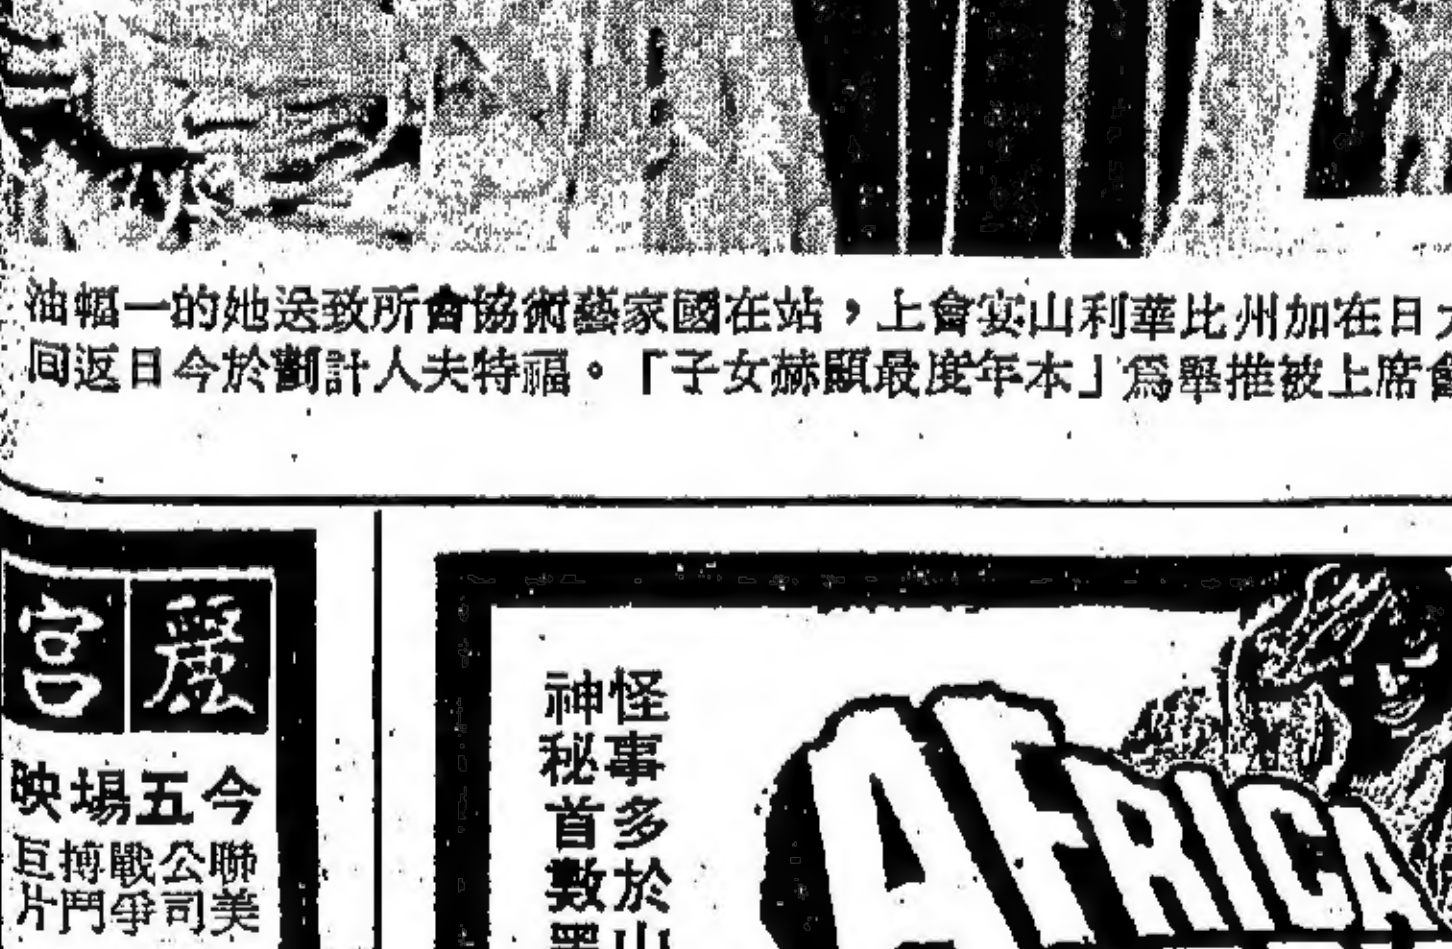 日在加州比華利山宴會上，站在國家藝術協會所致送她的一幅油
會席上被推舉爲「本年度最顯赫女子」。福特夫人計劃於今日返間
麗宮
今五場映
聯公戰搏巨
美司爭鬥片
怪事多於山
神秘首數黑
AFRICA